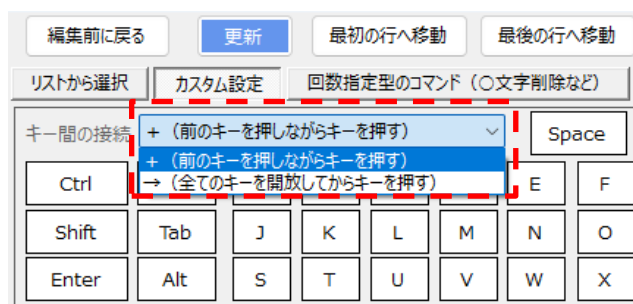 編集前に戻る 更新 最初の行へ移動 最後の行へ移動
リストから選択 カスタム設定 回数指定型のコマンド（○文字削除など）
キー間の接続 + （前のキーを押しながらキーを押す） Space
+ （前のキーを押しながらキーを押す）
Ctrl → （全てのキーを開放してからキーを押す） E F
Shift Tab J K L M N O
Enter Alt S T U V W X